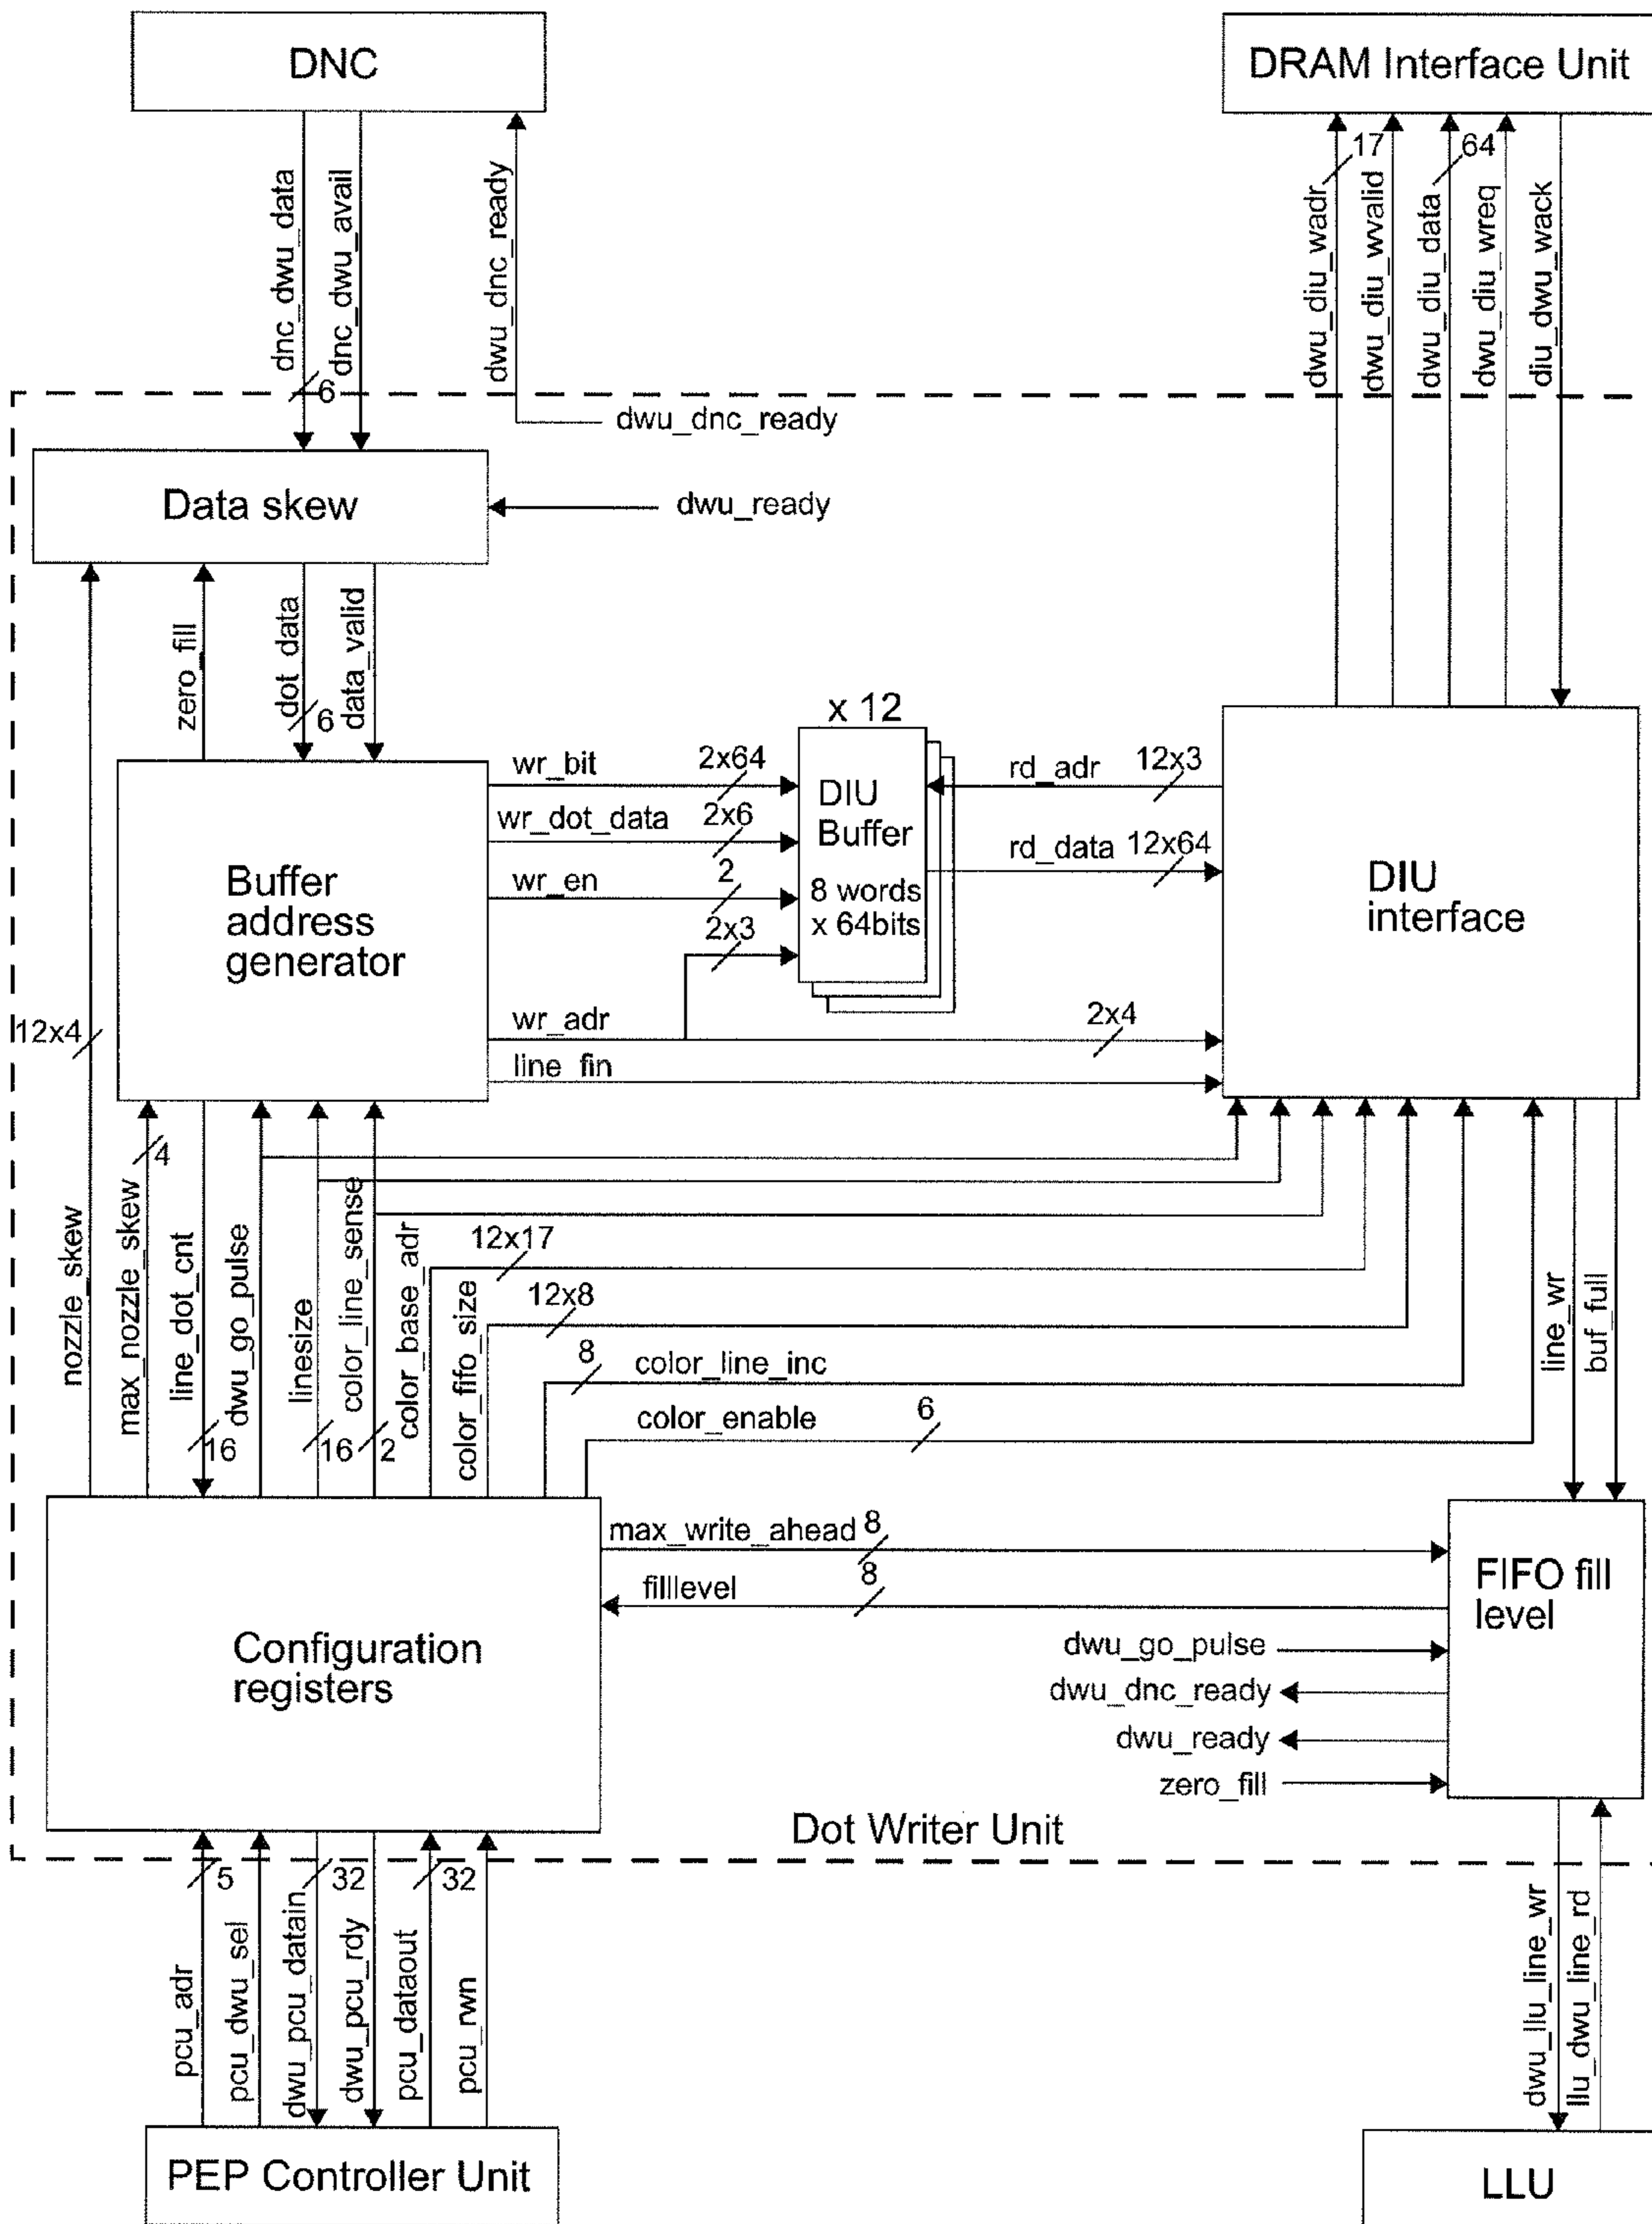 DNC
DRAM Interface Unit
dnc_dwu_data
6
dnc_dwu_avail
dwu_dnc_ready
dwu_diu_wadr
17
dwu_diu_wvalid
dwu_diu_data
64
dwu_diu_wreq
diu_dwu_wack
dwu_dnc_ready
Data skew
dwu_ready
zero_fill
dot_data
6
data_valid
x 12
wr_bit
2x64
wr_dot_data
2x6
wr_en
2
2x3
wr_adr
2x4
line_fin
DIU
Buffer
8 words
x 64bits
rd_adr
12x3
rd_data
12x64
Buffer
address
generator
DIU
interface
12x4
nozzle_skew
4
max_nozzle_skew
line_dot_cnt
16
dwu_go_pulse
linesize
16
color_line_sense
2
color_base_adr
12x17
color_fifo_size
12x8
8
color_line_inc
color_enable
6
line_wr
buf_full
max_write_ahead
8
filllevel
8
Configuration
registers
FIFO fill
level
dwu_go_pulse
dwu_dnc_ready
dwu_ready
zero_fill
Dot Writer Unit
pcu_adr
5
pcu_dwu_sel
dwu_pcu_datain
32
dwu_pcu_rdy
pcu_dataout
32
pcu_rwn
dwu_llu_line_wr
llu_dwu_line_rd
PEP Controller Unit
LLU